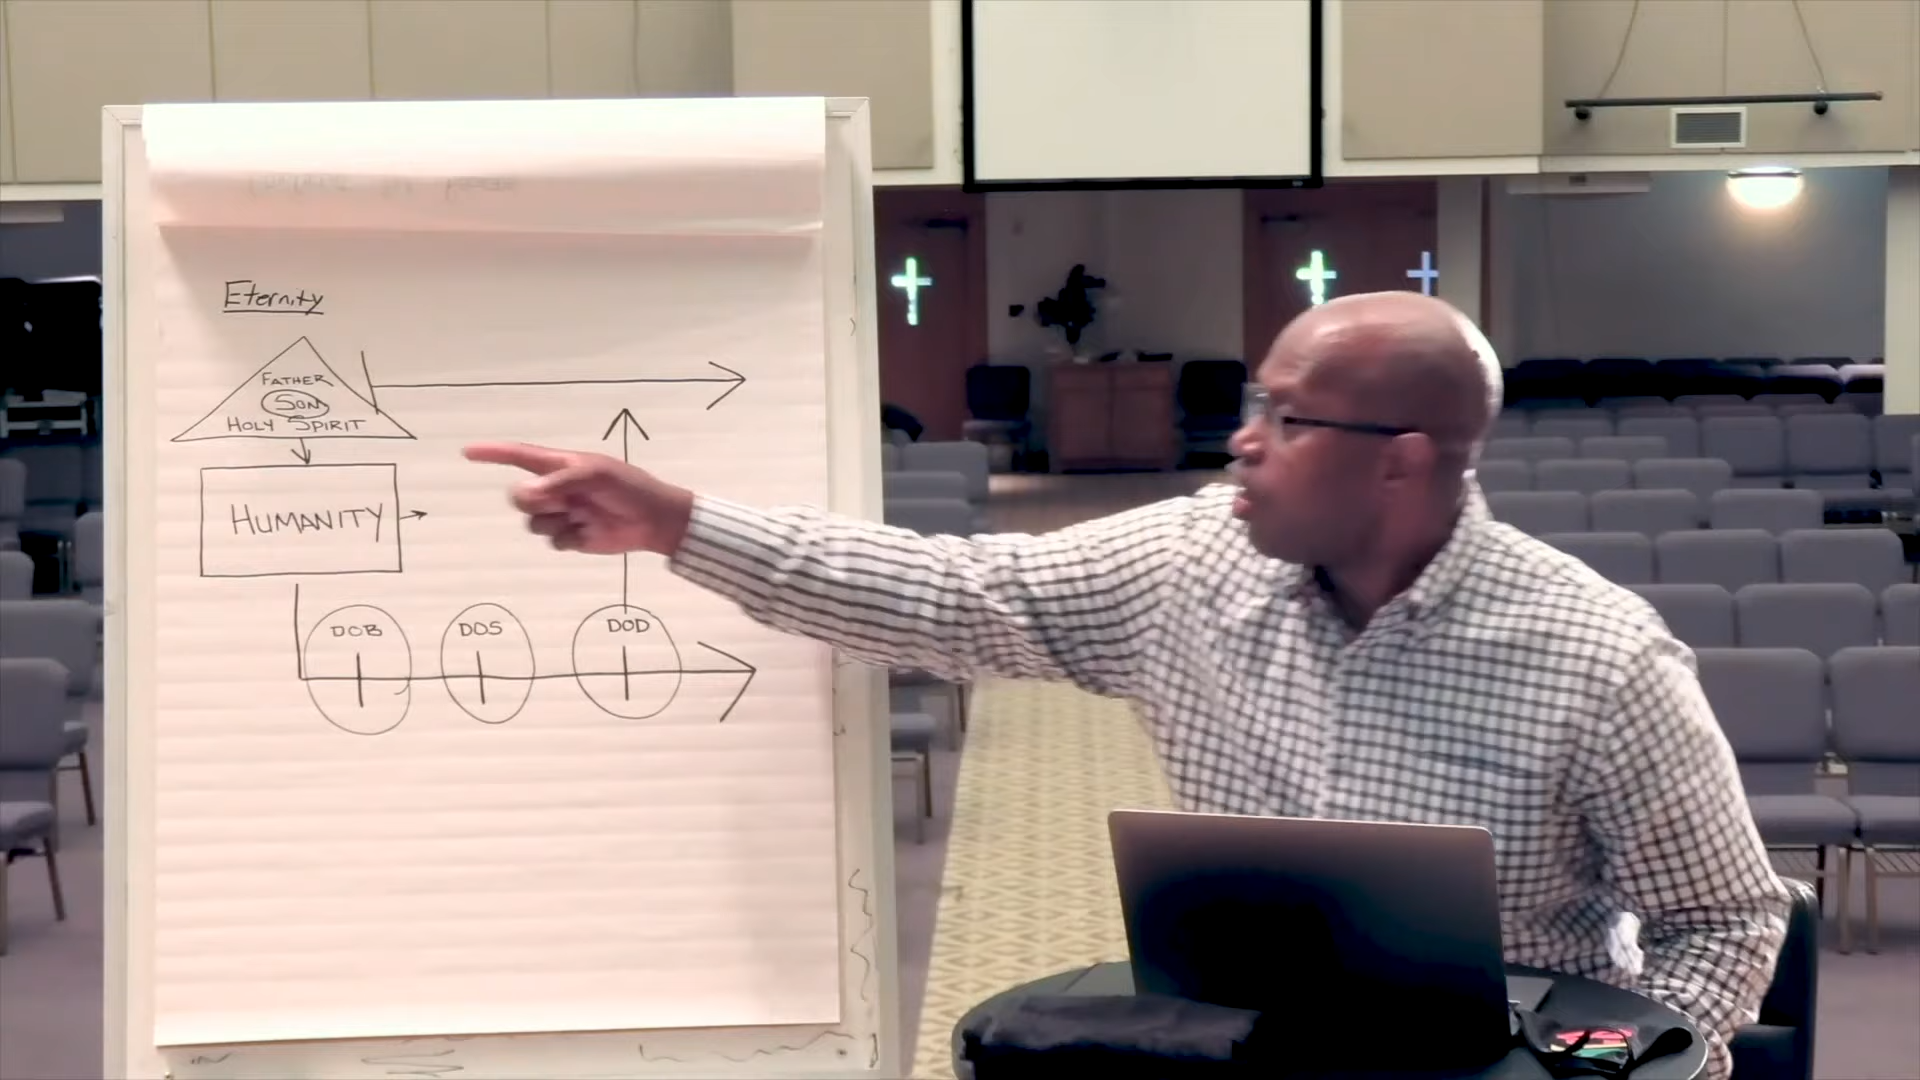 Eternity
FATHER
SON
HOLY SPIRIT
HUMANITY
DOB DOS DOD